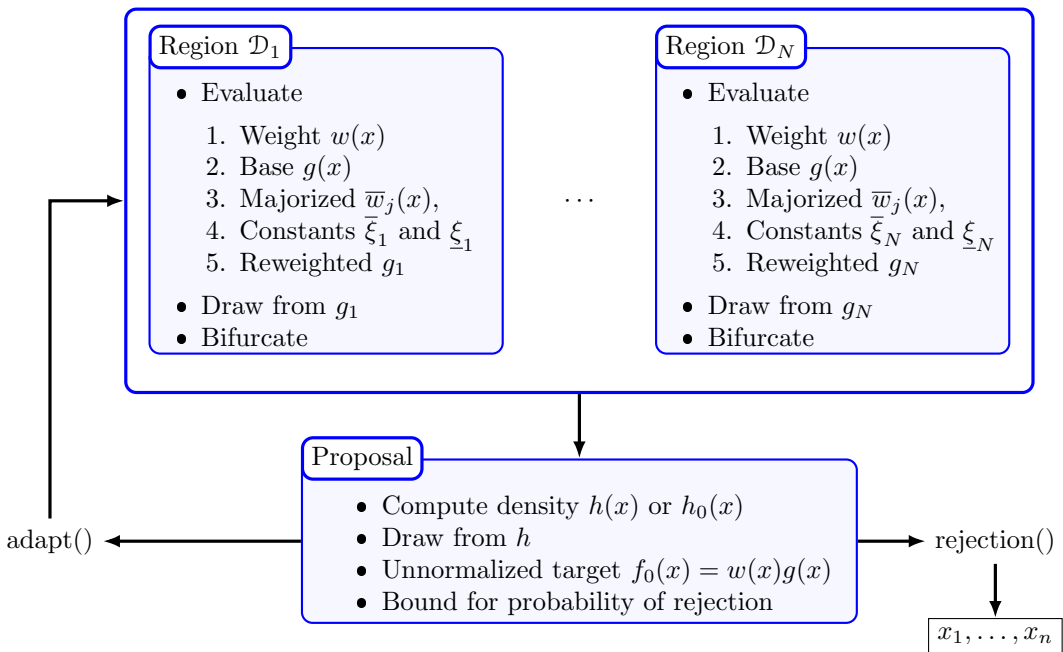 Region 𝒟₁
• Evaluate
1. Weight w(x)
2. Base g(x)
3. Majorized w̅ⱼ(x),
4. Constants ξ̅₁ and ξ̲₁
5. Reweighted g₁
• Draw from g₁
• Bifurcate
...
Region 𝒟_N
• Evaluate
1. Weight w(x)
2. Base g(x)
3. Majorized w̅ⱼ(x),
4. Constants ξ̅_N and ξ̲_N
5. Reweighted g_N
• Draw from g_N
• Bifurcate
Proposal
• Compute density h(x) or h₀(x)
• Draw from h
• Unnormalized target f₀(x) = w(x)g(x)
• Bound for probability of rejection
adapt()
rejection()
x₁, . . . , xₙ